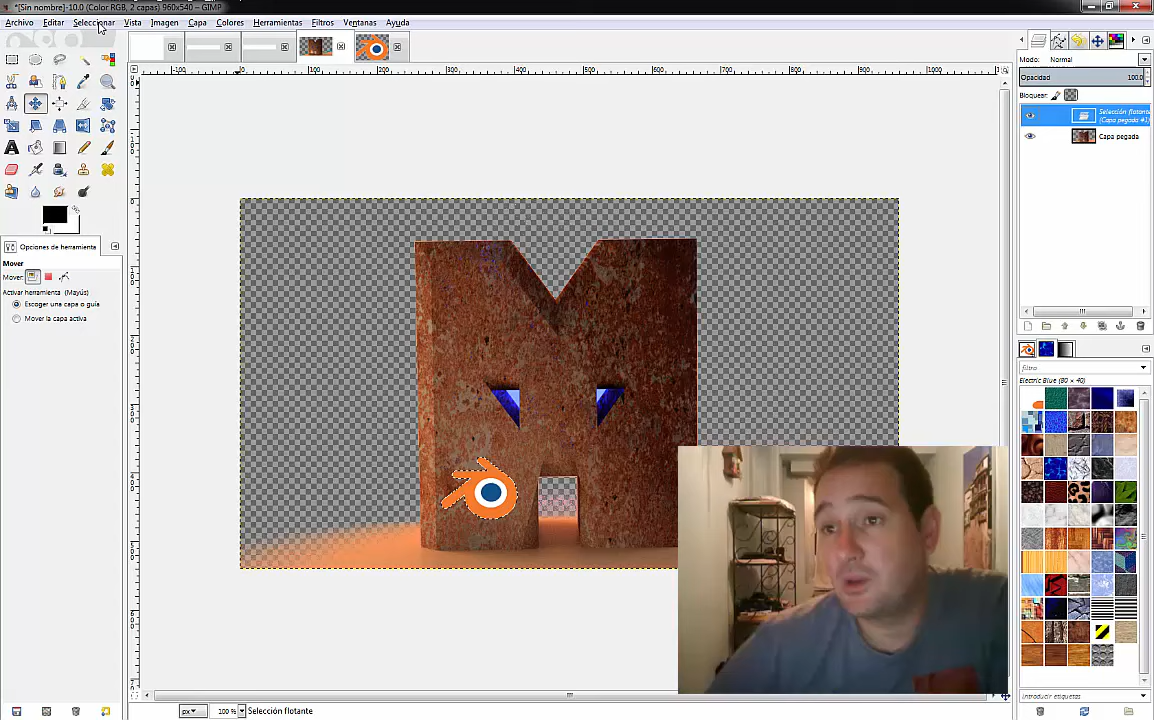 *[Sin nombre]-10.0 (Color RGB, 2 capas) 960x540 – GIMP
Archivo Editar Seleccionar Vista Imagen Capa Colores Herramientas Filtros Ventanas Ayuda
Modo: Normal
Opacidad 100.0
Bloquear:
Selección flotante
(Capa pegada #1)
Capa pegada
Opciones de herramienta
Mover
Mover:
Activar herramienta (Mayús)
Escoger una capa o guía
Mover la capa activa
filtro
Electric Blue (80 × 40)
introducir etiquetas
px 100 % Selección flotante